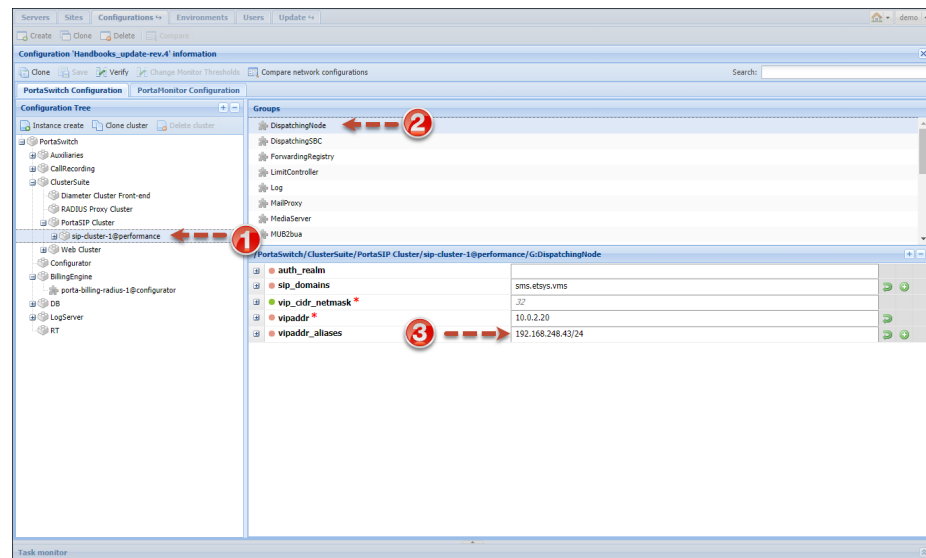 Servers Sites Configurations Environments Users Update demo
Create Clone Delete Compare
Configuration 'Handbooks_update-rev.4' information
Clone Save Verify Change Monitor Thresholds Compare network configurations Search:
PortaSwitch Configuration PortaMonitor Configuration
Configuration Tree
Instance create Clone cluster Delete cluster
PortaSwitch
Auxiliaries
CallRecording
ClusterSuite
Diameter Cluster Front-end
RADIUS Proxy Cluster
PortaSIP Cluster
sip-cluster-1@performance
1
Web Cluster
Configurator
BillingEngine
porta-billing-radius-1@configurator
DB
LogServer
RT
Groups
DispatchingNode
2
DispatchingSBC
ForwardingRegistry
LimitController
Log
MailProxy
MediaServer
MUB2bua
/PortaSwitch/ClusterSuite/PortaSIP Cluster/sip-cluster-1@performance/G:DispatchingNode
auth_realm
sip_domains sms.etsys.vms
vip_cidr_netmask * 32
vipaddr * 10.0.2.20
vipaddr_aliases 3 192.168.248.43/24
Task monitor